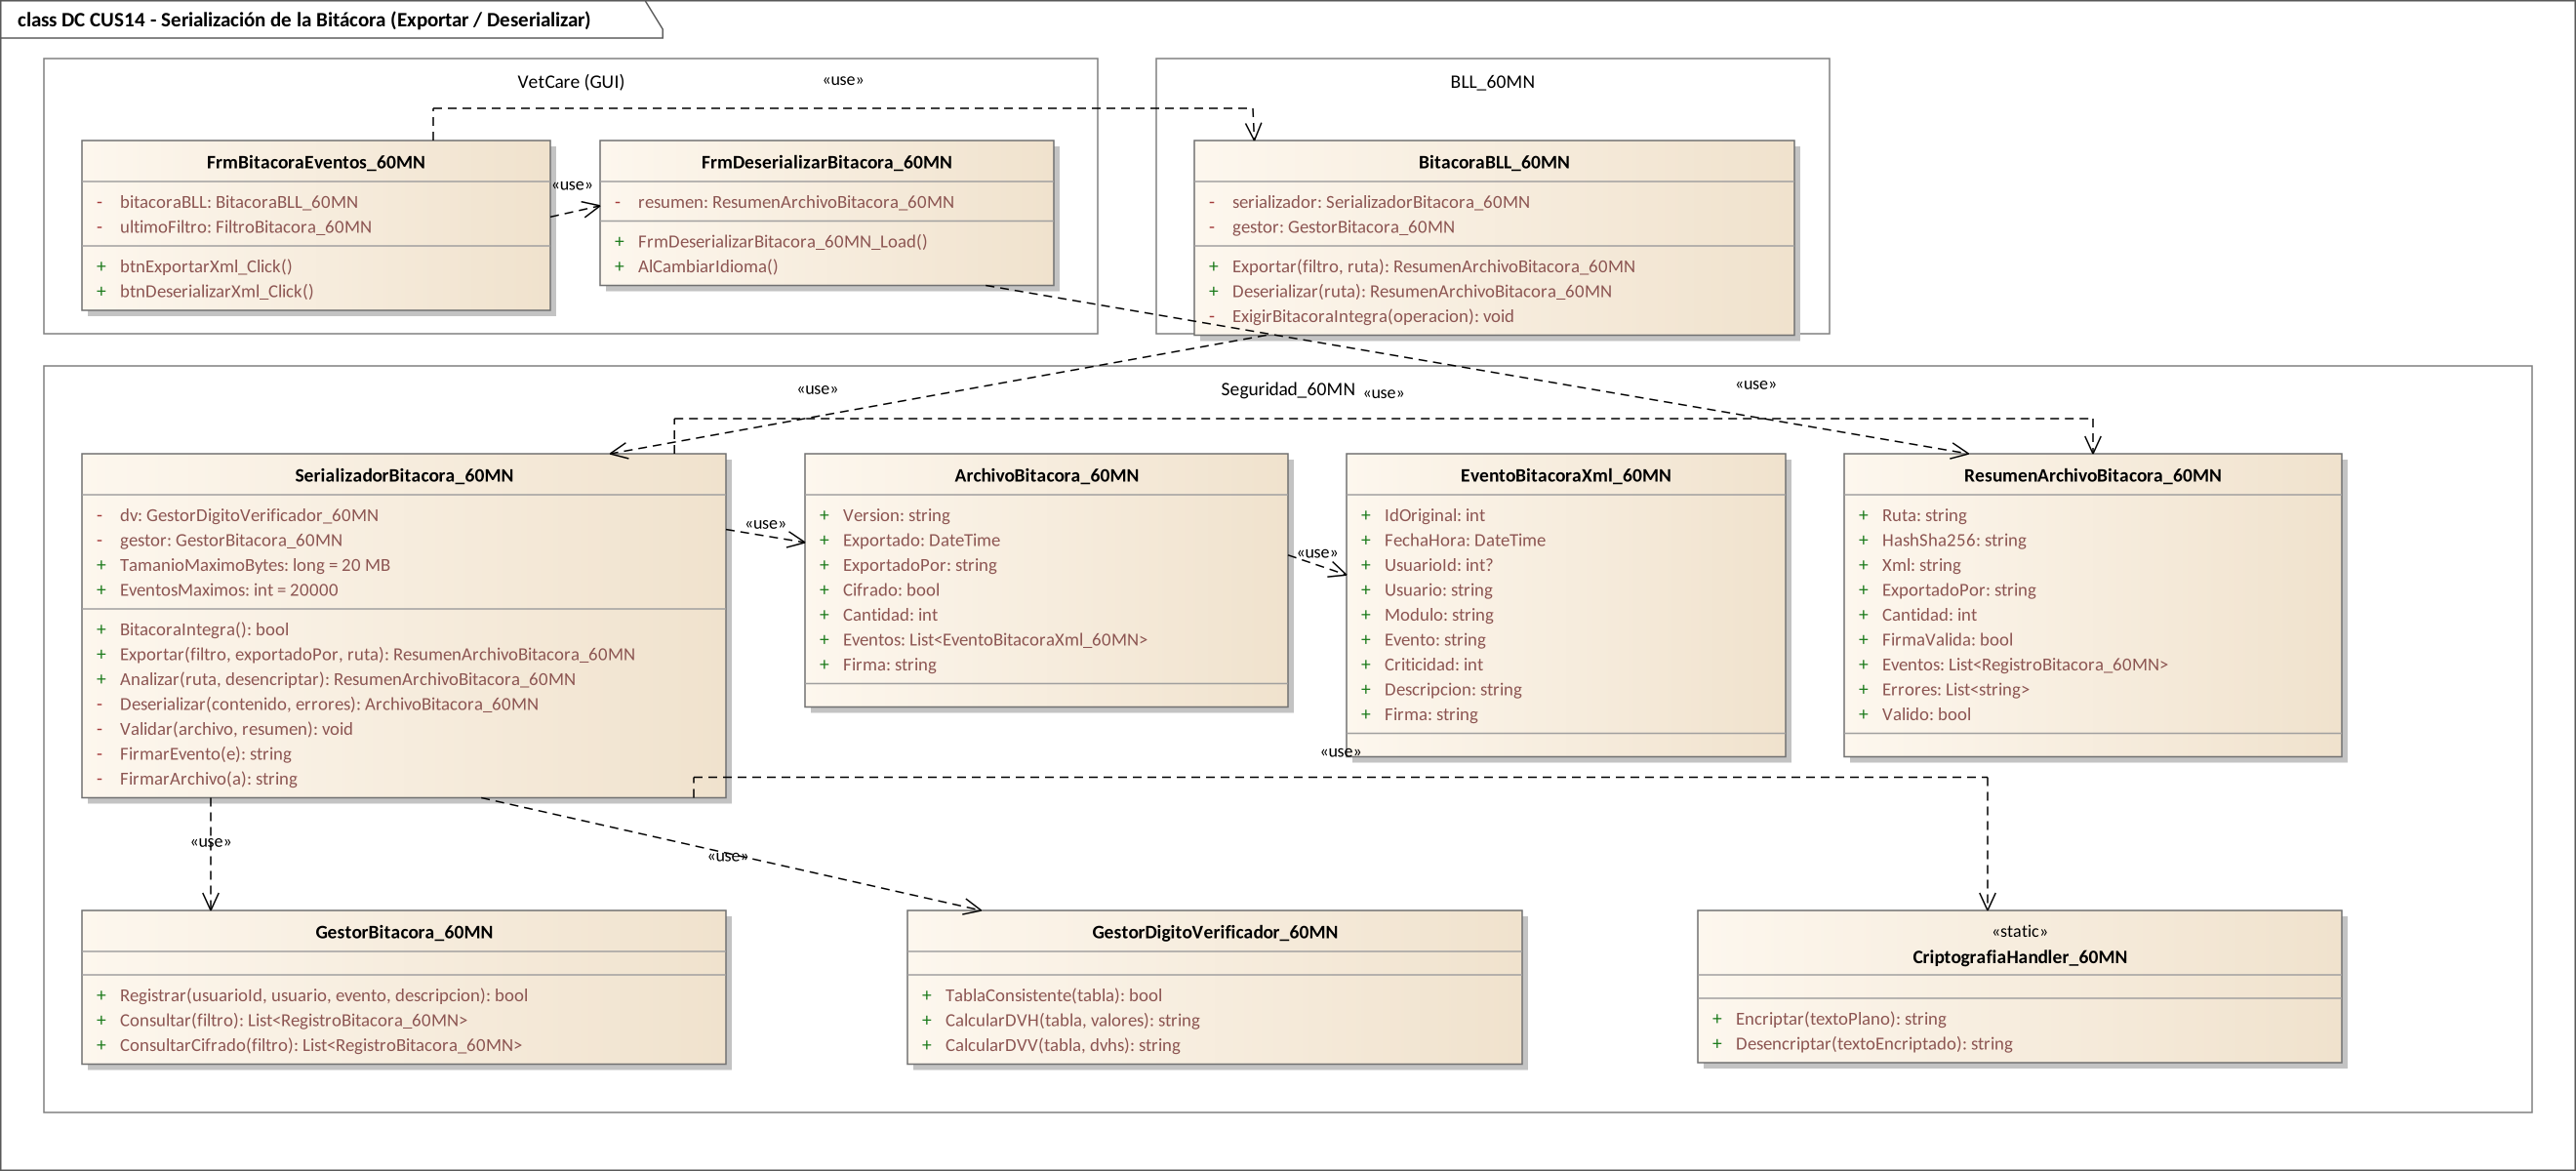 class DC CUS14 - Serialización de la Bitácora (Exportar / Deserializar)
VetCare (GUI)
«use»
BLL_60MN
FrmBitacoraEventos_60MN
- bitacoraBLL: BitacoraBLL_60MN
- ultimoFiltro: FiltroBitacora_60MN
+ btnExportarXml_Click()
+ btnDeserializarXml_Click()
«use»
FrmDeserializarBitacora_60MN
- resumen: ResumenArchivoBitacora_60MN
+ FrmDeserializarBitacora_60MN_Load()
+ AlCambiarIdioma()
BitacoraBLL_60MN
- serializador: SerializadorBitacora_60MN
- gestor: GestorBitacora_60MN
+ Exportar(filtro, ruta): ResumenArchivoBitacora_60MN
+ Deserializar(ruta): ResumenArchivoBitacora_60MN
- ExigirBitacoraIntegra(operacion): void
«use»
Seguridad_60MN
«use»
«use»
SerializadorBitacora_60MN
- dv: GestorDigitoVerificador_60MN
- gestor: GestorBitacora_60MN
+ TamanioMaximoBytes: long = 20 MB
+ EventosMaximos: int = 20000
+ BitacoraIntegra(): bool
+ Exportar(filtro, exportadoPor, ruta): ResumenArchivoBitacora_60MN
+ Analizar(ruta, desencriptar): ResumenArchivoBitacora_60MN
- Deserializar(contenido, errores): ArchivoBitacora_60MN
- Validar(archivo, resumen): void
- FirmarEvento(e): string
- FirmarArchivo(a): string
«use»
ArchivoBitacora_60MN
+ Version: string
+ Exportado: DateTime
+ ExportadoPor: string
+ Cifrado: bool
+ Cantidad: int
+ Eventos: List<EventoBitacoraXml_60MN>
+ Firma: string
«use»
EventoBitacoraXml_60MN
+ IdOriginal: int
+ FechaHora: DateTime
+ UsuarioId: int?
+ Usuario: string
+ Modulo: string
+ Evento: string
+ Criticidad: int
+ Descripcion: string
+ Firma: string
ResumenArchivoBitacora_60MN
+ Ruta: string
+ HashSha256: string
+ Xml: string
+ ExportadoPor: string
+ Cantidad: int
+ FirmaValida: bool
+ Eventos: List<RegistroBitacora_60MN>
+ Errores: List<string>
+ Valido: bool
«use»
«use»
«use»
GestorBitacora_60MN
+ Registrar(usuarioId, usuario, evento, descripcion): bool
+ Consultar(filtro): List<RegistroBitacora_60MN>
+ ConsultarCifrado(filtro): List<RegistroBitacora_60MN>
GestorDigitoVerificador_60MN
+ TablaConsistente(tabla): bool
+ CalcularDVH(tabla, valores): string
+ CalcularDVV(tabla, dvhs): string
«static»
CriptografiaHandler_60MN
+ Encriptar(textoPlano): string
+ Desencriptar(textoEncriptado): string